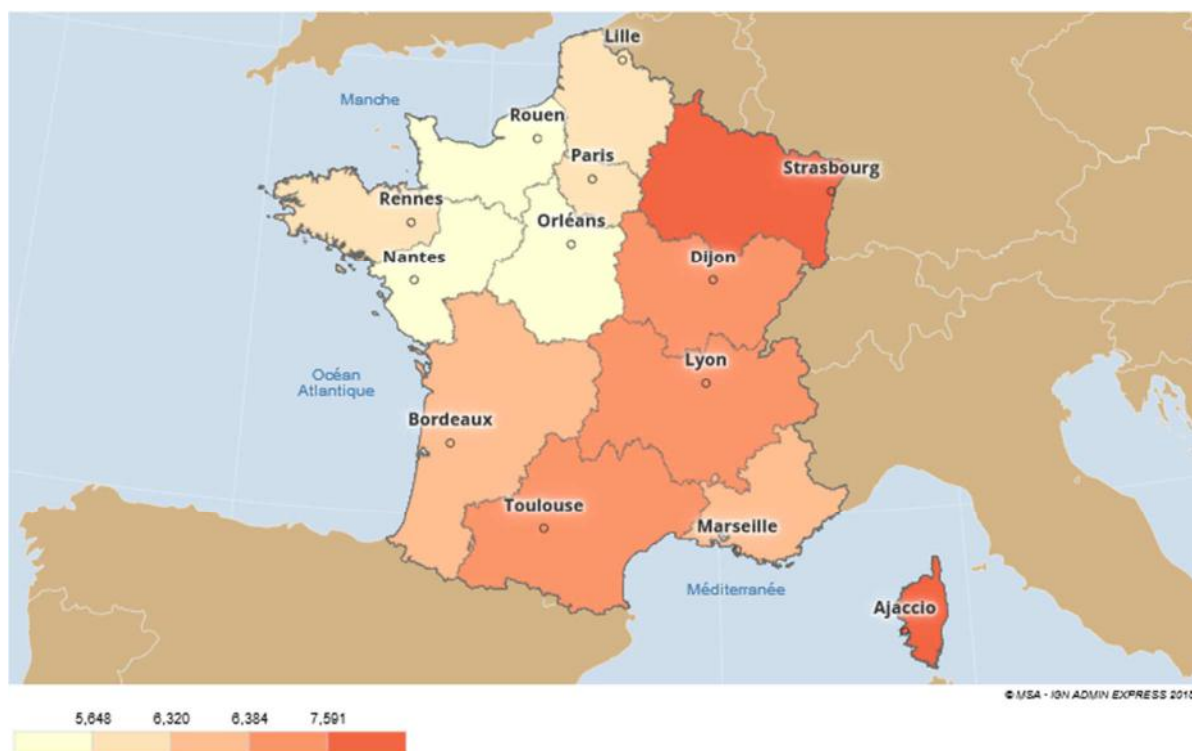 Lille
Manche
Rouen
Paris
Strasbourg
Rennes
Orléans
Nantes
Dijon
Lyon
Océan
Atlantique
Bordeaux
Toulouse
Marseille
Méditerranée
Ajaccio
© MSA - IGN ADMIN EXPRESS 2018
5,648 6,320 6,384 7,591